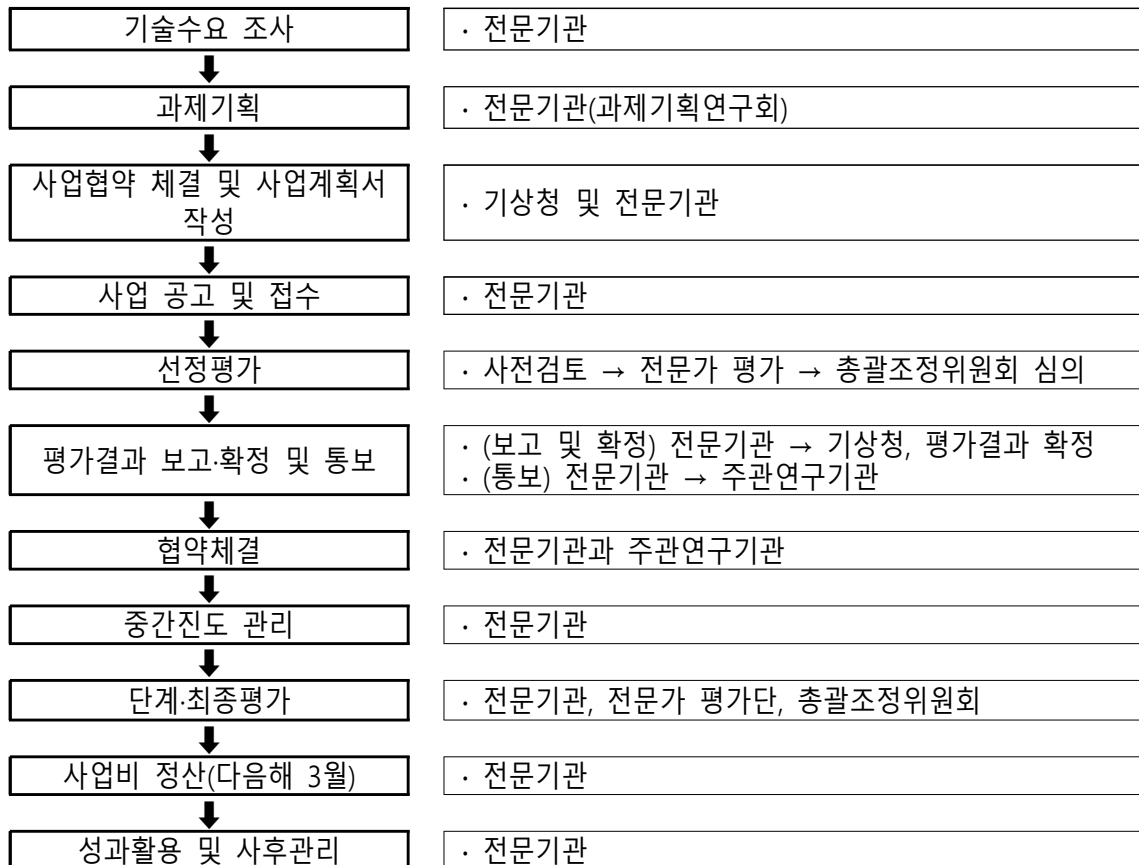 기술수요 조사
· 전문기관
과제기획
· 전문기관(과제기획연구회)
사업협약 체결 및 사업계획서
작성
· 기상청 및 전문기관
사업 공고 및 접수
· 전문기관
선정평가
· 사전검토 → 전문가 평가 → 총괄조정위원회 심의
평가결과 보고·확정 및 통보
· (보고 및 확정) 전문기관 → 기상청, 평가결과 확정
· (통보) 전문기관 → 주관연구기관
협약체결
· 전문기관과 주관연구기관
중간진도 관리
· 전문기관
단계·최종평가
· 전문기관, 전문가 평가단, 총괄조정위원회
사업비 정산(다음해 3월)
· 전문기관
성과활용 및 사후관리
· 전문기관